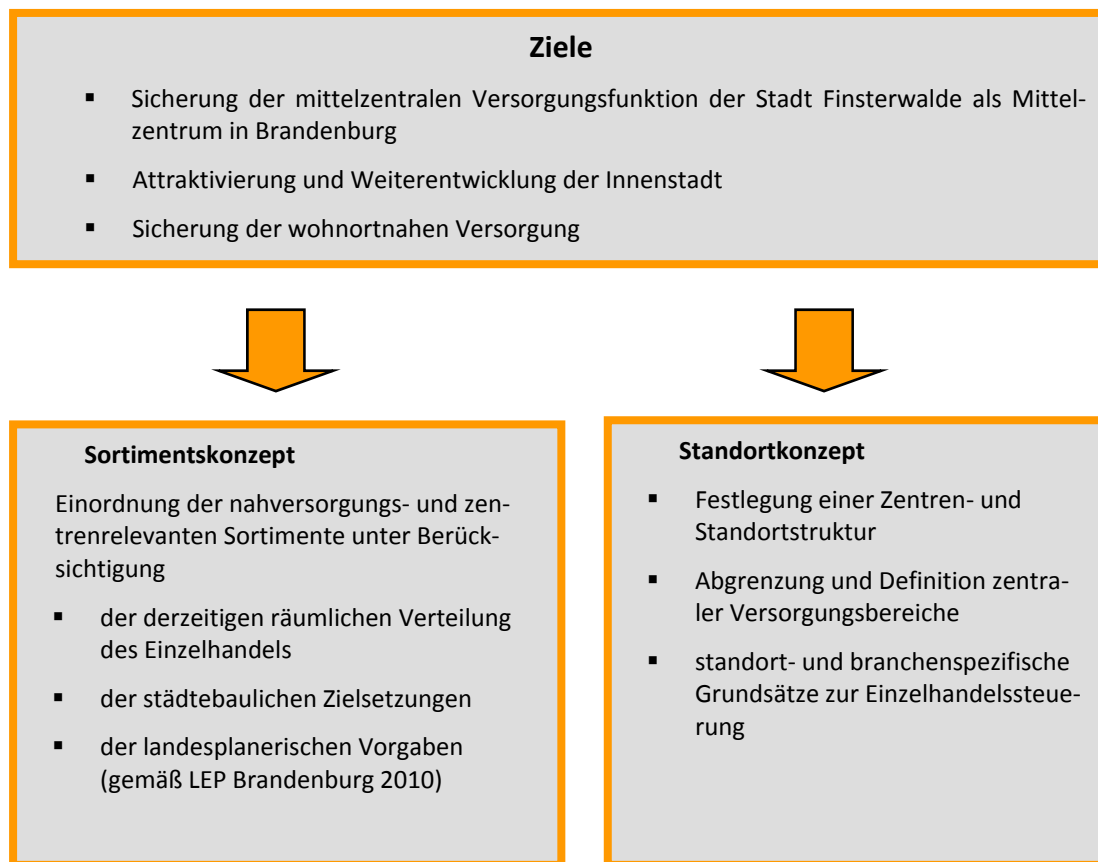 Ziele
▪ Sicherung der mittelzentralen Versorgungsfunktion der Stadt Finsterwalde als Mittel-
zentrum in Brandenburg
▪ Attraktivierung und Weiterentwicklung der Innenstadt
▪ Sicherung der wohnortnahen Versorgung
Sortimentskonzept
Einordnung der nahversorgungs- und zen-
trenrelevanten Sortimente unter Berück-
sichtigung
▪ der derzeitigen räumlichen Verteilung
des Einzelhandels
▪ der städtebaulichen Zielsetzungen
▪ der landesplanerischen Vorgaben
(gemäß LEP Brandenburg 2010)
Standortkonzept
▪ Festlegung einer Zentren- und
Standortstruktur
▪ Abgrenzung und Definition zentra-
ler Versorgungsbereiche
▪ standort- und branchenspezifische
Grundsätze zur Einzelhandelssteue-
rung